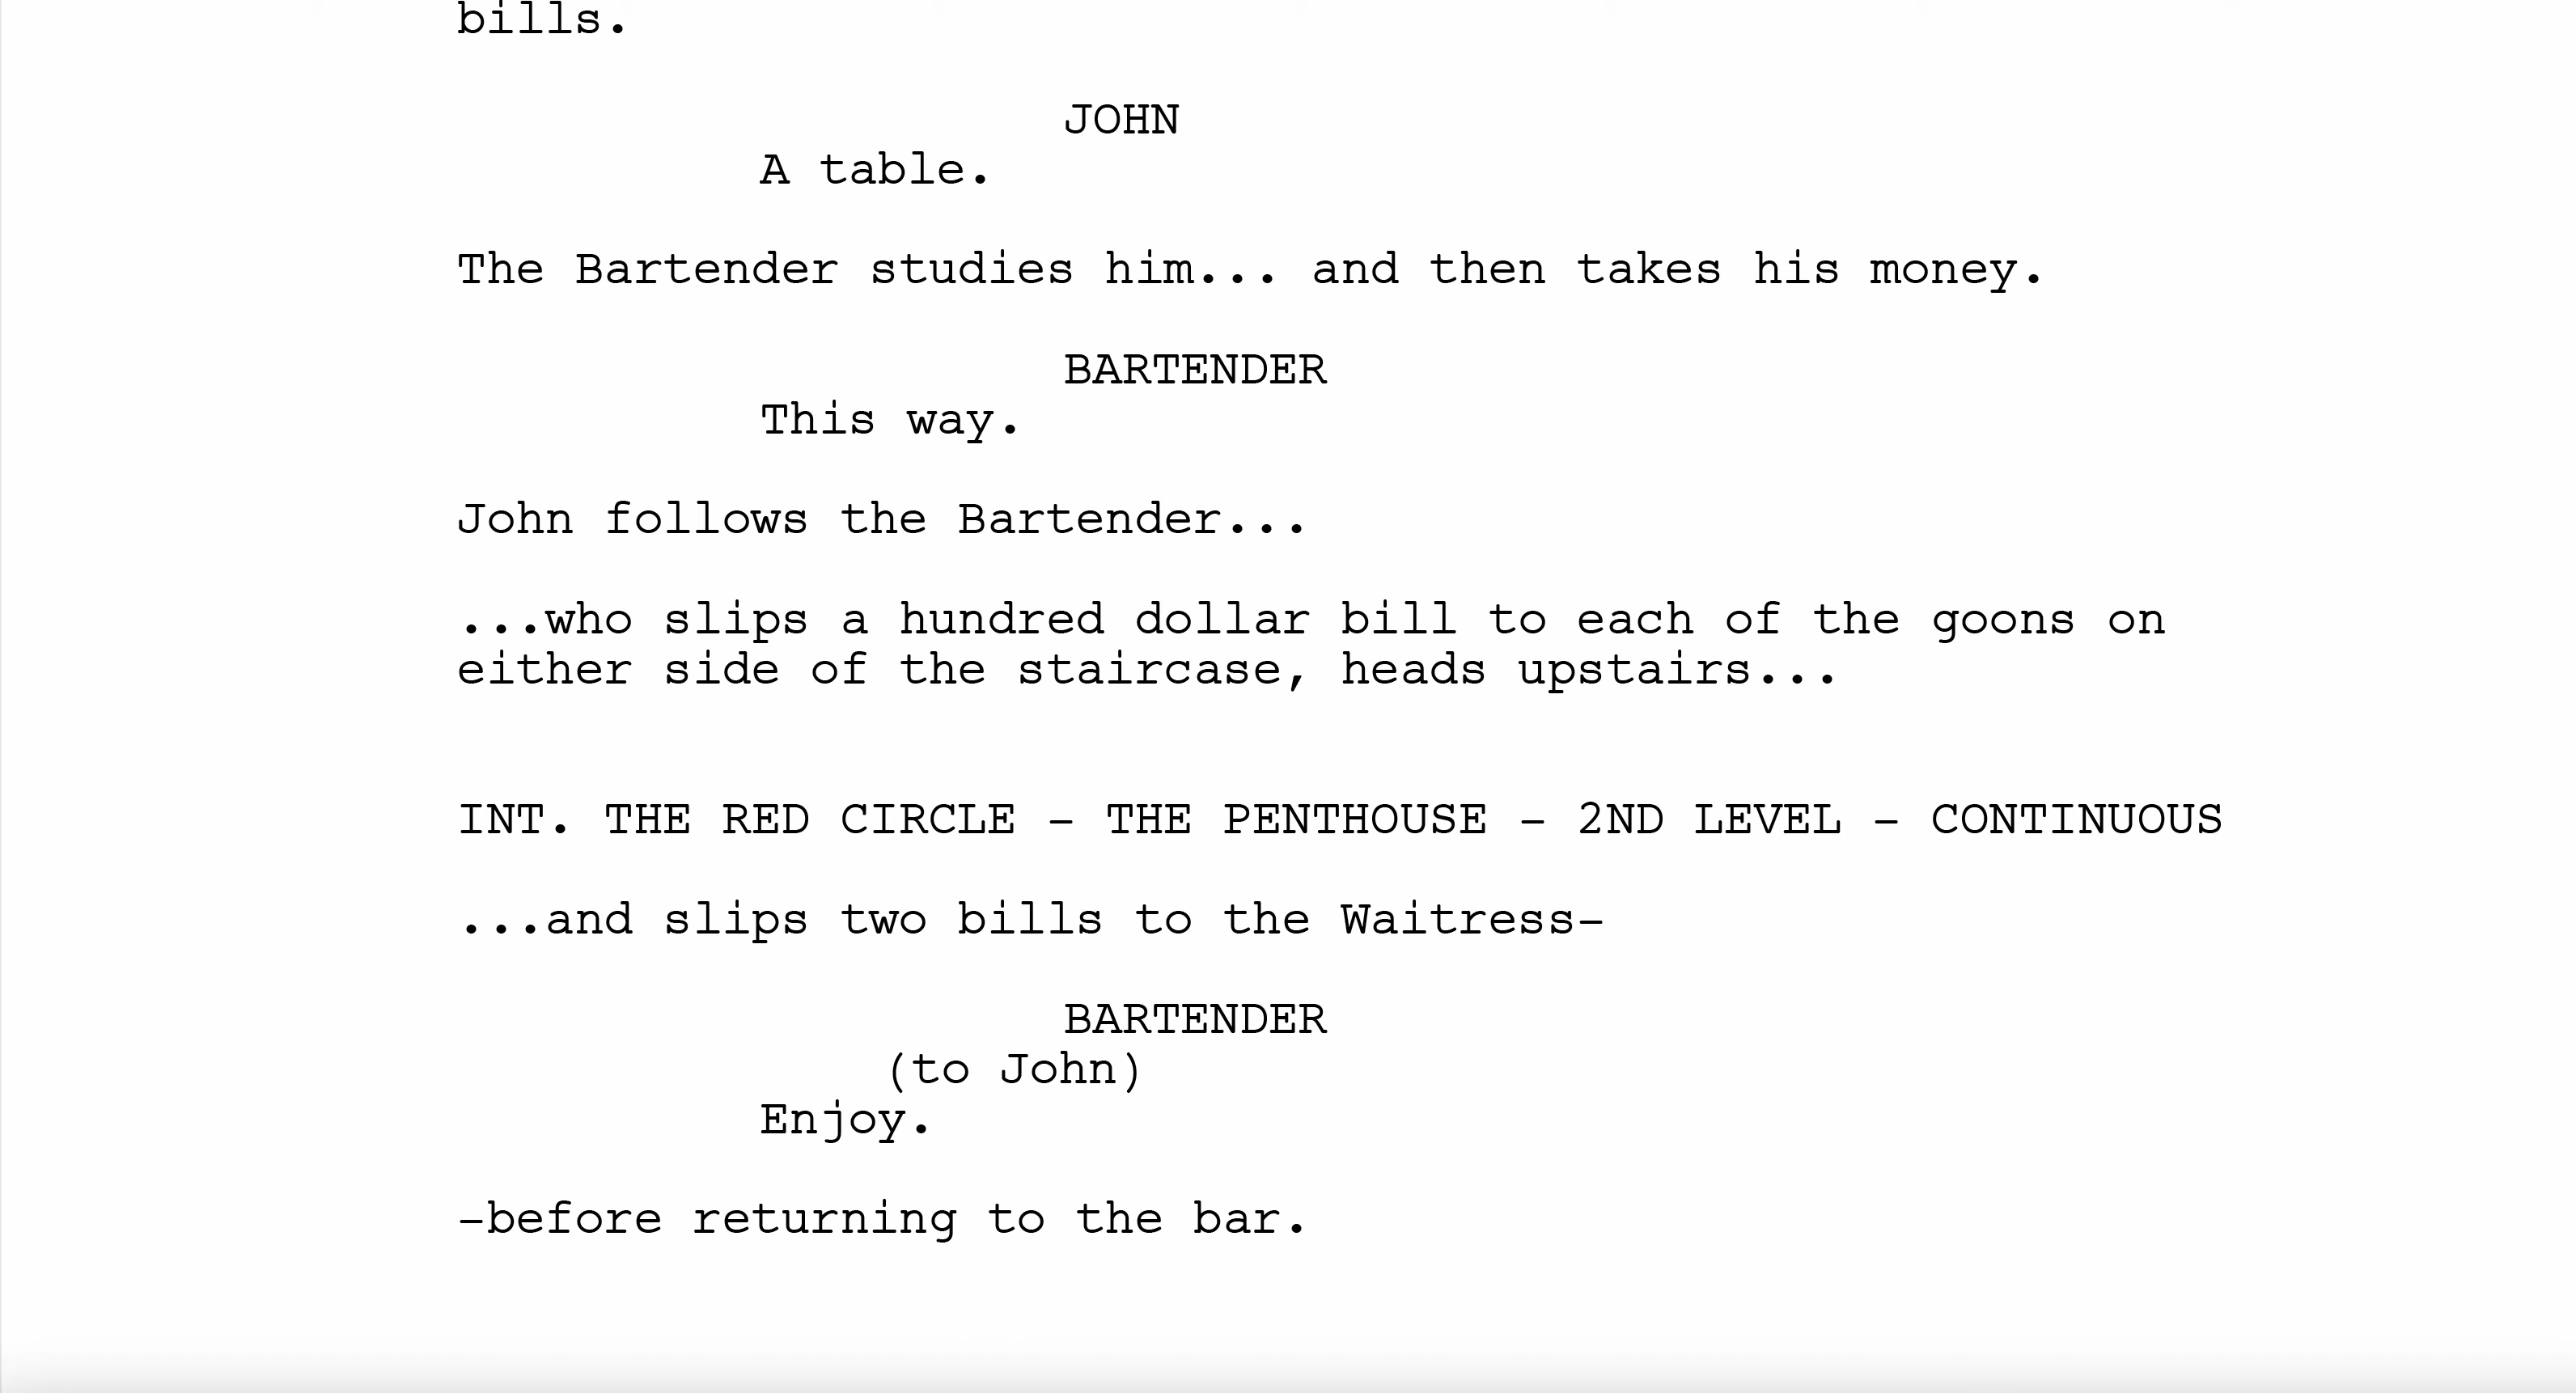 bills.
JOHN
A table.
The Bartender studies him... and then takes his money.
BARTENDER
This way.
John follows the Bartender...
...who slips a hundred dollar bill to each of the goons on
either side of the staircase, heads upstairs...
INT. THE RED CIRCLE - THE PENTHOUSE - 2ND LEVEL - CONTINUOUS
...and slips two bills to the Waitress-
BARTENDER
(to John)
Enjoy.
-before returning to the bar.